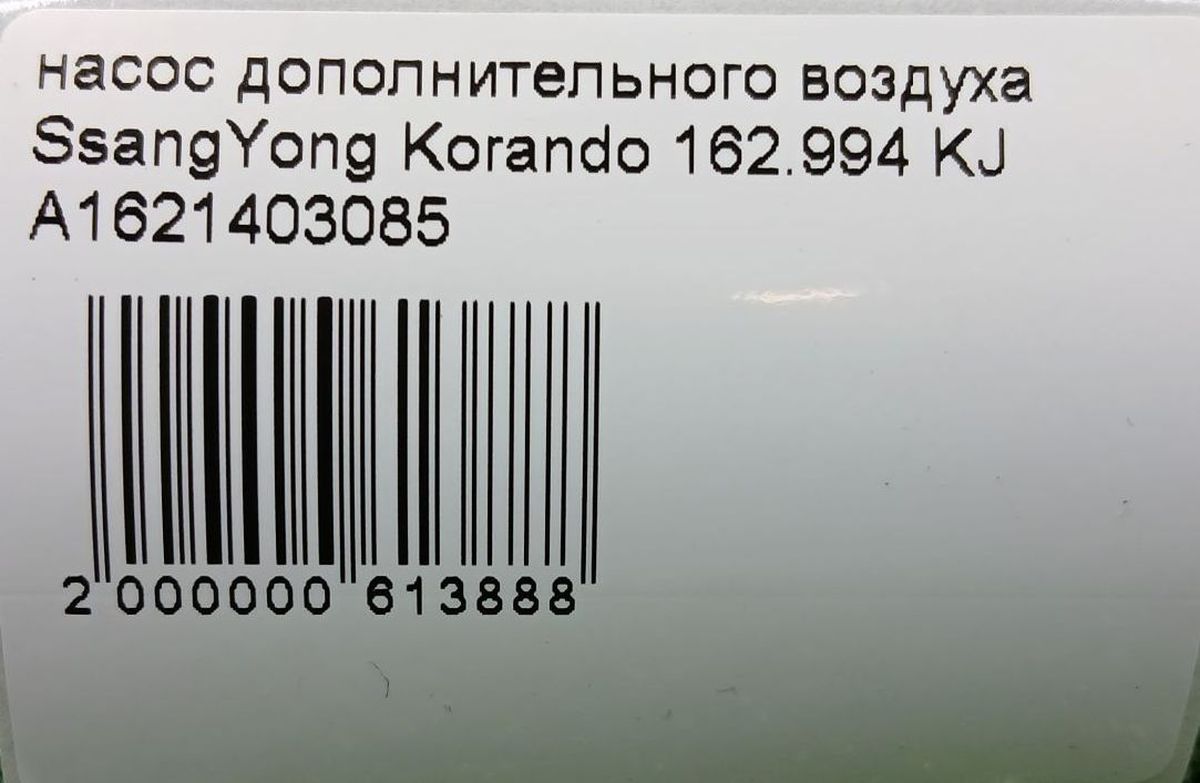 насос дополнительного воздуха
SsangYong Korando 162.994 KJ
A1621403085
2 000000 613888